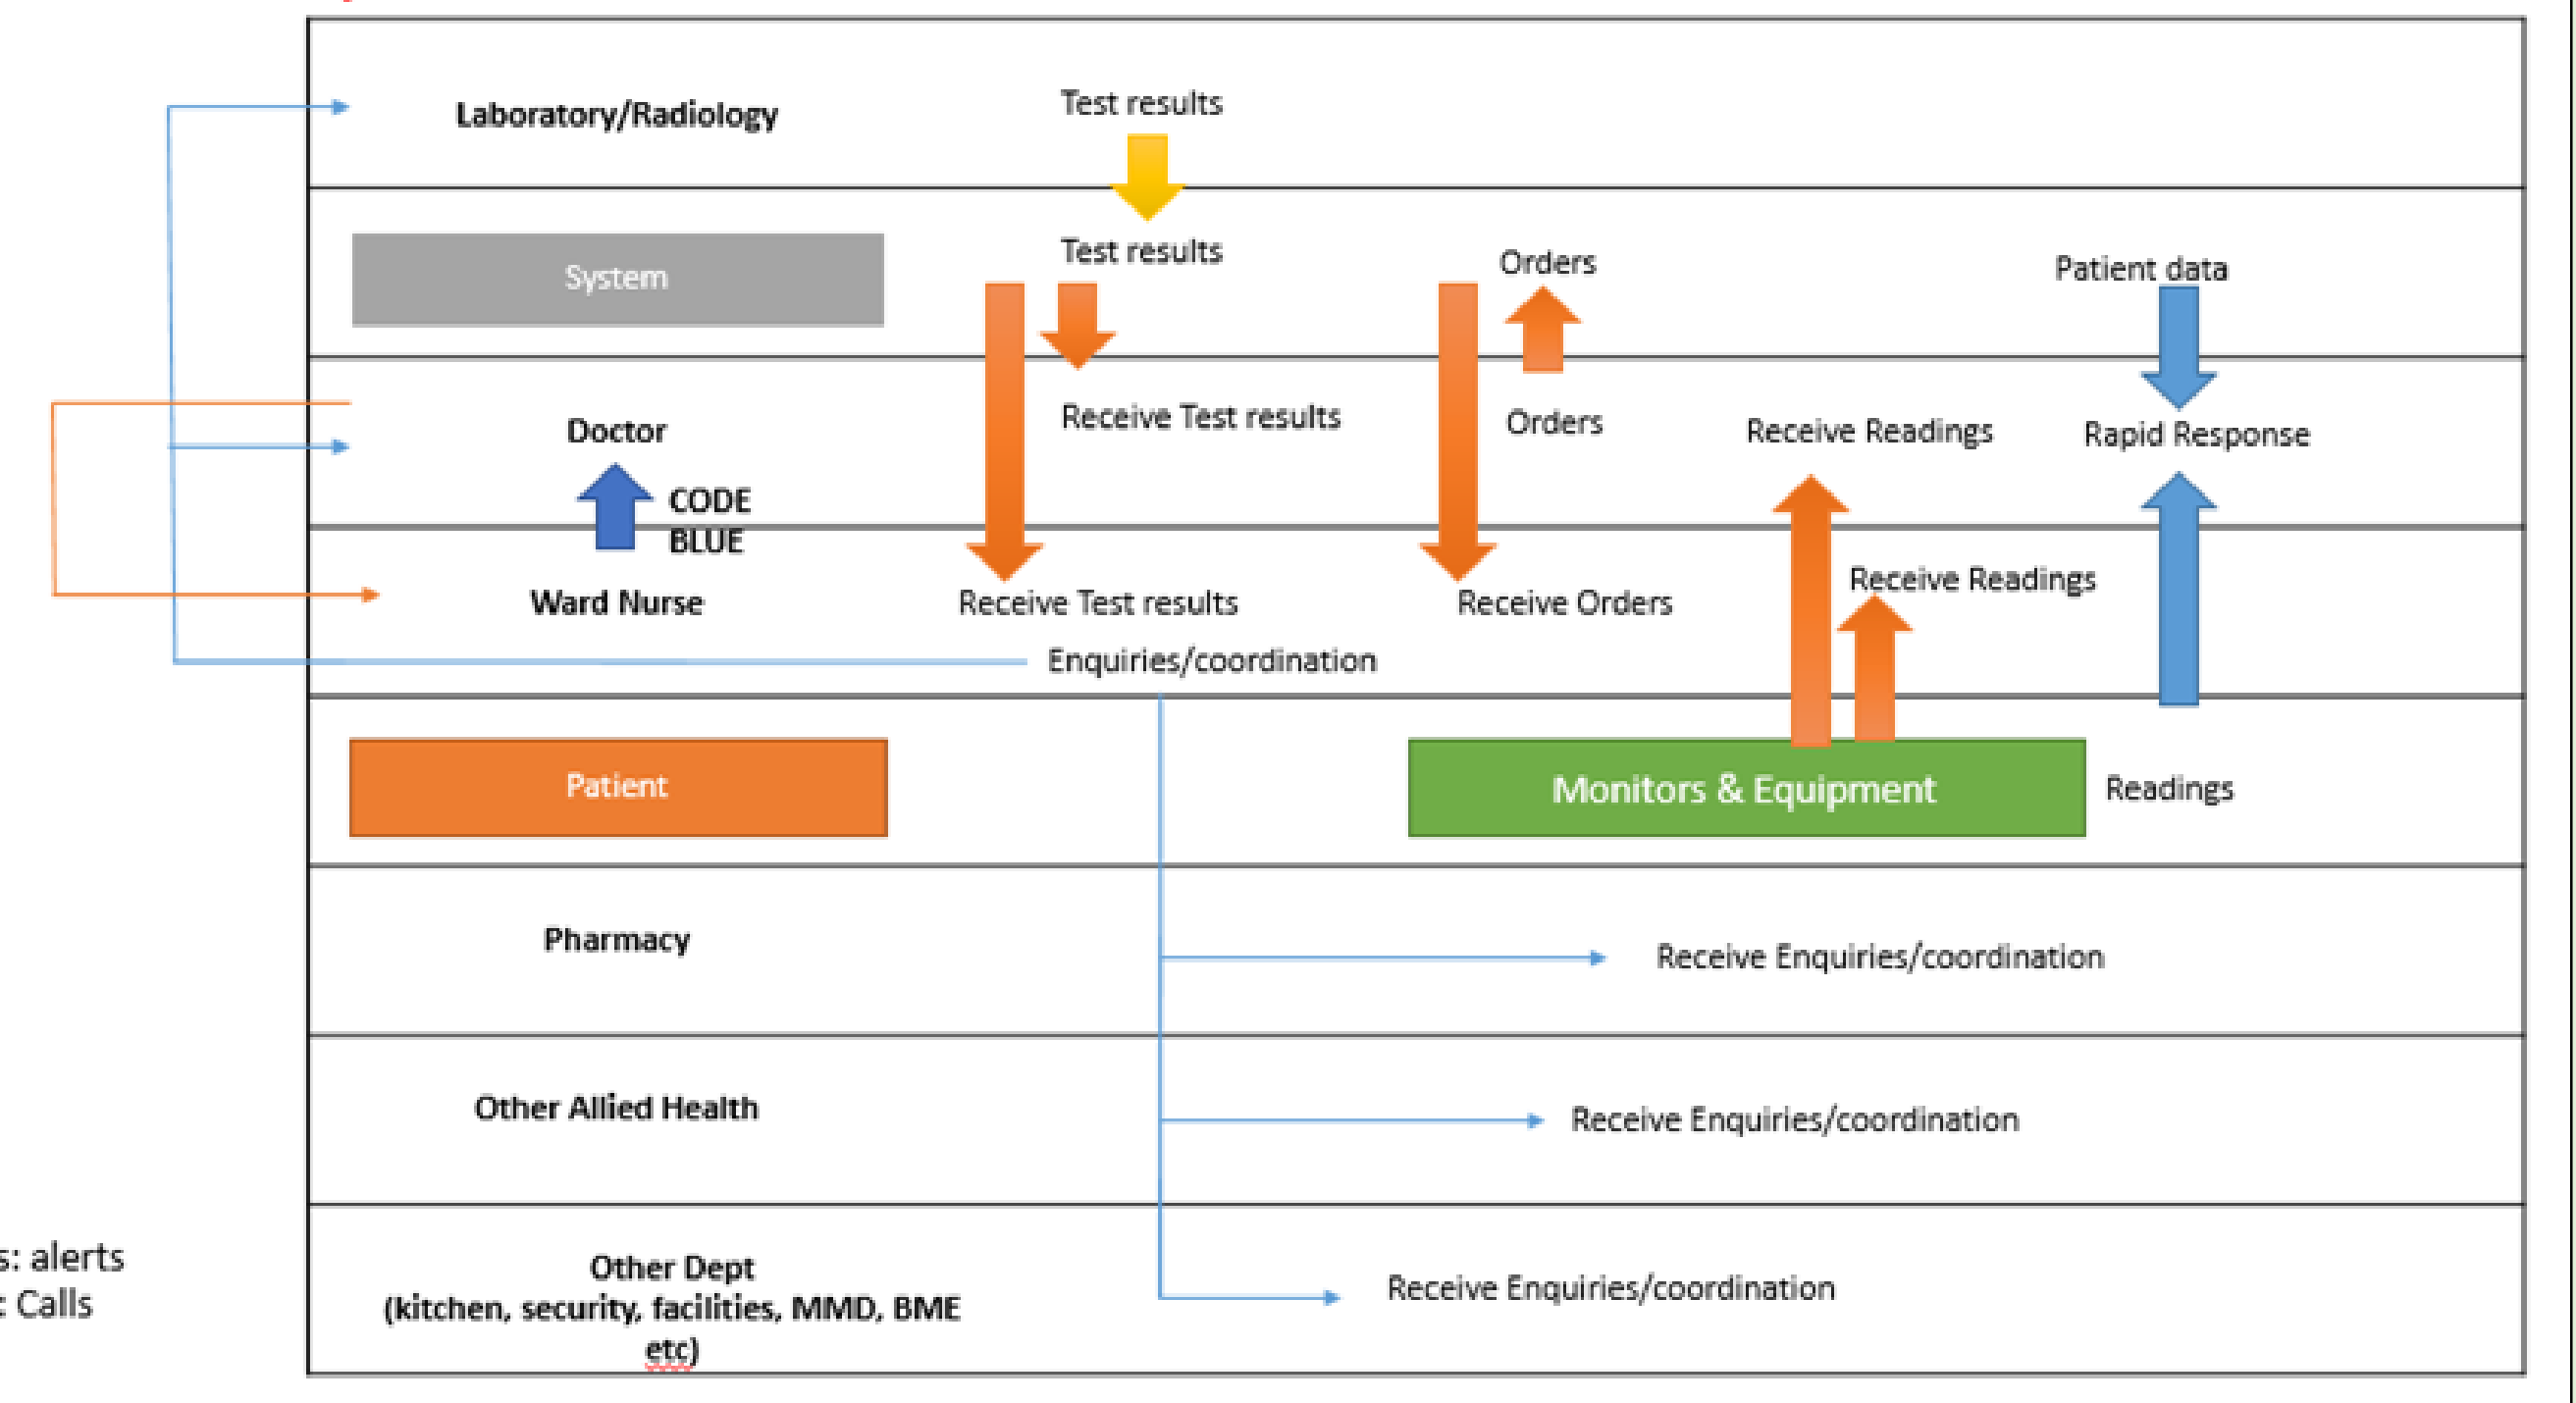 Laboratory/Radiology
Test results
System
Test results
Orders
Patient data
Doctor
Receive Test results
Orders
Receive Readings
Rapid Response
CODE
BLUE
Ward Nurse
Receive Test results
Receive Orders
Receive Readings
Enquiries/coordination
Patient
Monitors & Equipment
Readings
Pharmacy
Receive Enquiries/coordination
Other Allied Health
Receive Enquiries/coordination
Other Dept
(kitchen, security, facilities, MMD, BME
etc)
Receive Enquiries/coordination
s: alerts
: Calls